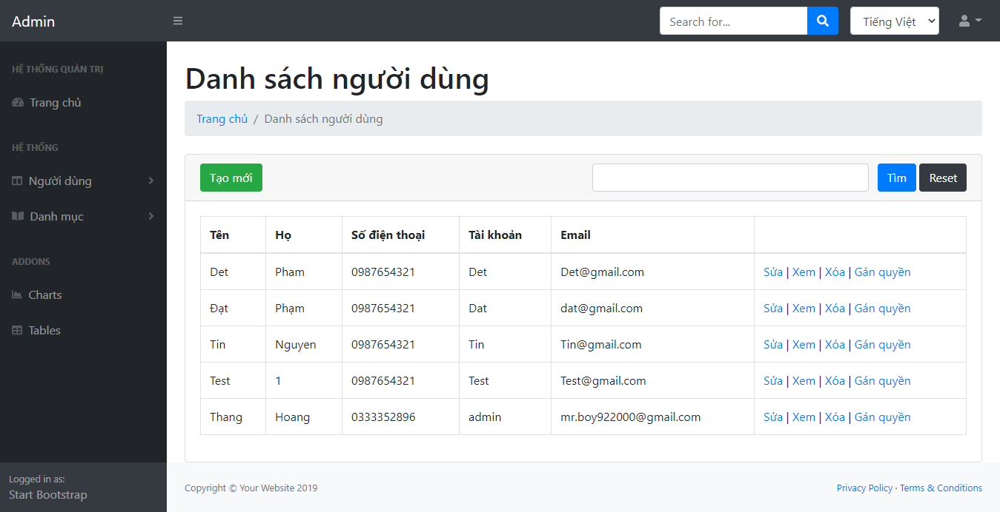 Admin
Search for...
Tiếng Việt
HỆ THỐNG QUẢN TRỊ
Trang chủ
HỆ THỐNG
Người dùng
Danh mục
ADDONS
Charts
Tables
Logged in as:
Start Bootstrap
Danh sách người dùng
Trang chủ / Danh sách người dùng
Tạo mới
Tìm
Reset
Tên Họ Số điện thoại Tài khoản Email
Det Pham 0987654321 Det Det@gmail.com Sửa | Xem | Xóa | Gán quyền
Đạt Phạm 0987654321 Dat dat@gmail.com Sửa | Xem | Xóa | Gán quyền
Tin Nguyen 0987654321 Tin Tin@gmail.com Sửa | Xem | Xóa | Gán quyền
Test 1 0987654321 Test Test@gmail.com Sửa | Xem | Xóa | Gán quyền
Thang Hoang 0333352896 admin mr.boy922000@gmail.com Sửa | Xem | Xóa | Gán quyền
Copyright © Your Website 2019
Privacy Policy · Terms & Conditions